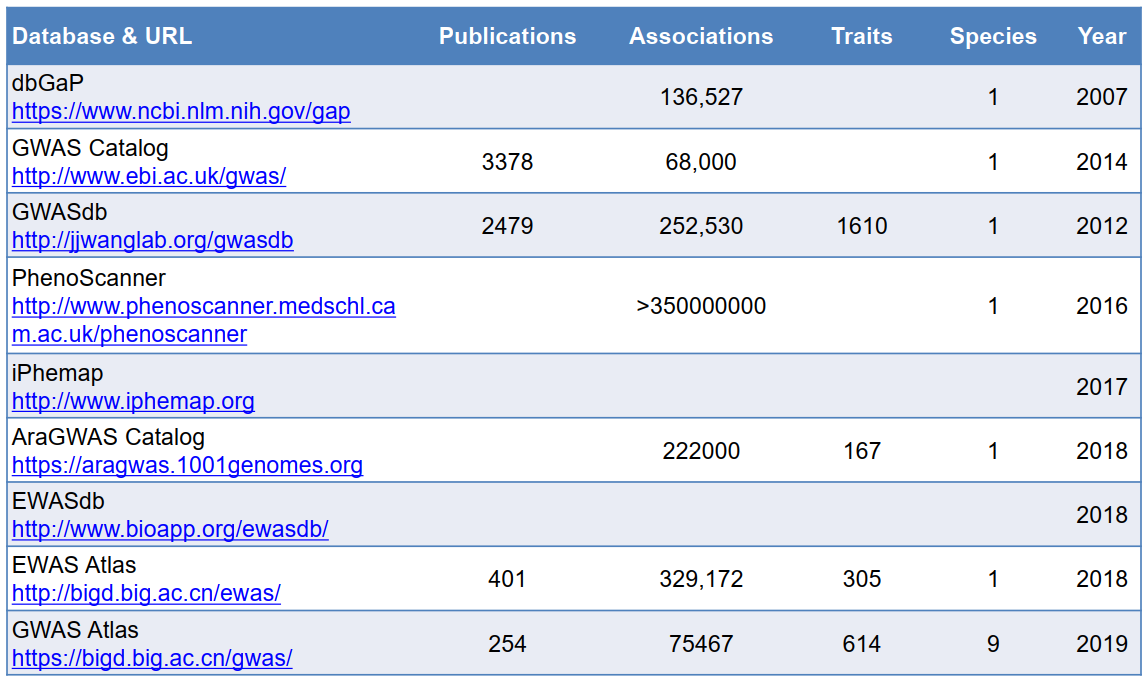 Database & URL Publications Associations Traits Species Year
dbGaP
https://www.ncbi.nlm.nih.gov/gap 136,527 1 2007
GWAS Catalog
http://www.ebi.ac.uk/gwas/ 3378 68,000 1 2014
GWASdb
http://jjwanglab.org/gwasdb 2479 252,530 1610 1 2012
PhenoScanner
http://www.phenoscanner.medschl.ca
m.ac.uk/phenoscanner >350000000 1 2016
iPhemap
http://www.iphemap.org 2017
AraGWAS Catalog
https://aragwas.1001genomes.org 222000 167 1 2018
EWASdb
http://www.bioapp.org/ewasdb/ 2018
EWAS Atlas
http://bigd.big.ac.cn/ewas/ 401 329,172 305 1 2018
GWAS Atlas
https://bigd.big.ac.cn/gwas/ 254 75467 614 9 2019